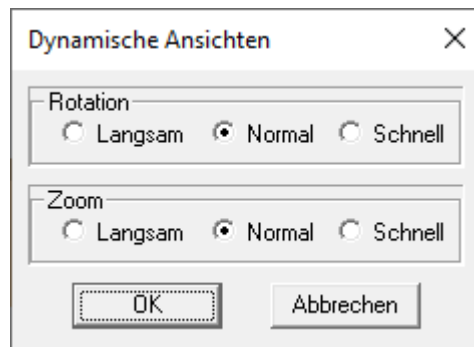 Dynamische Ansichten
Rotation
Langsam Normal Schnell
Zoom
Langsam Normal Schnell
OK Abbrechen